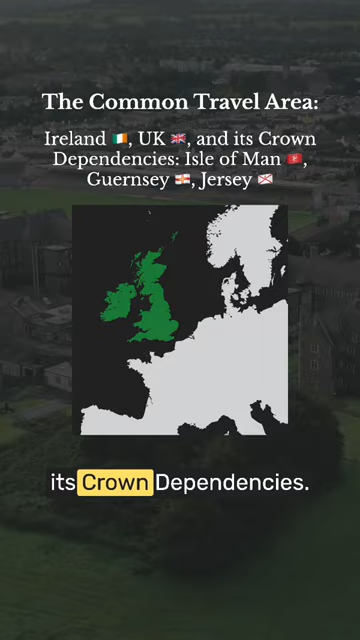 The Common Travel Area:
Ireland 🇮🇪, UK 🇬🇧, and its Crown
Dependencies: Isle of Man 🇮🇲,
Guernsey 🇬🇬, Jersey 🇯🇪
its Crown Dependencies.